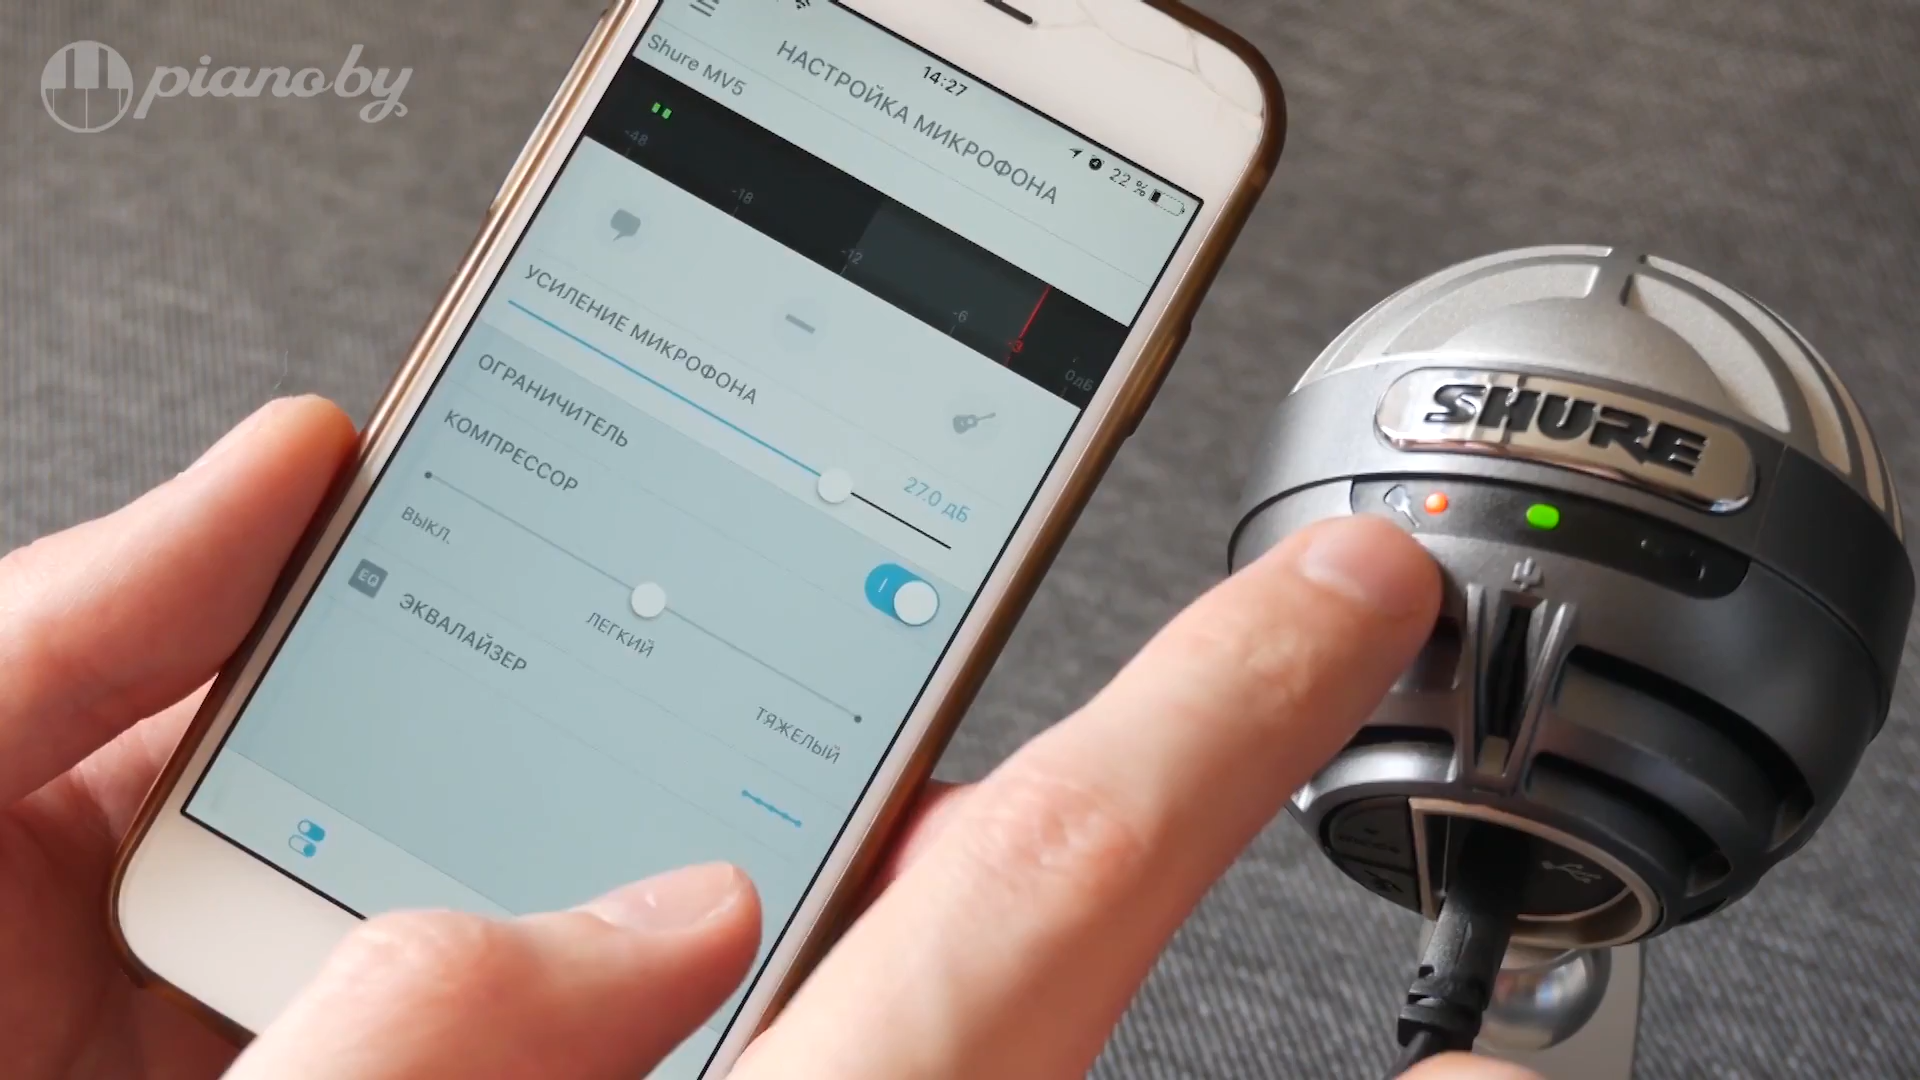 pianoby
14:27
22 %
НАСТРОЙКА МИКРОФОНА
Shure MV5
-48
-18
-12
-6
-3
0дБ
УСИЛЕНИЕ МИКРОФОНА
27.0 дБ
ОГРАНИЧИТЕЛЬ
КОМПРЕССОР
ВЫКЛ.
ЛЕГКИЙ
ТЯЖЕЛЫЙ
EQ
ЭКВАЛАЙЗЕР
SHURE